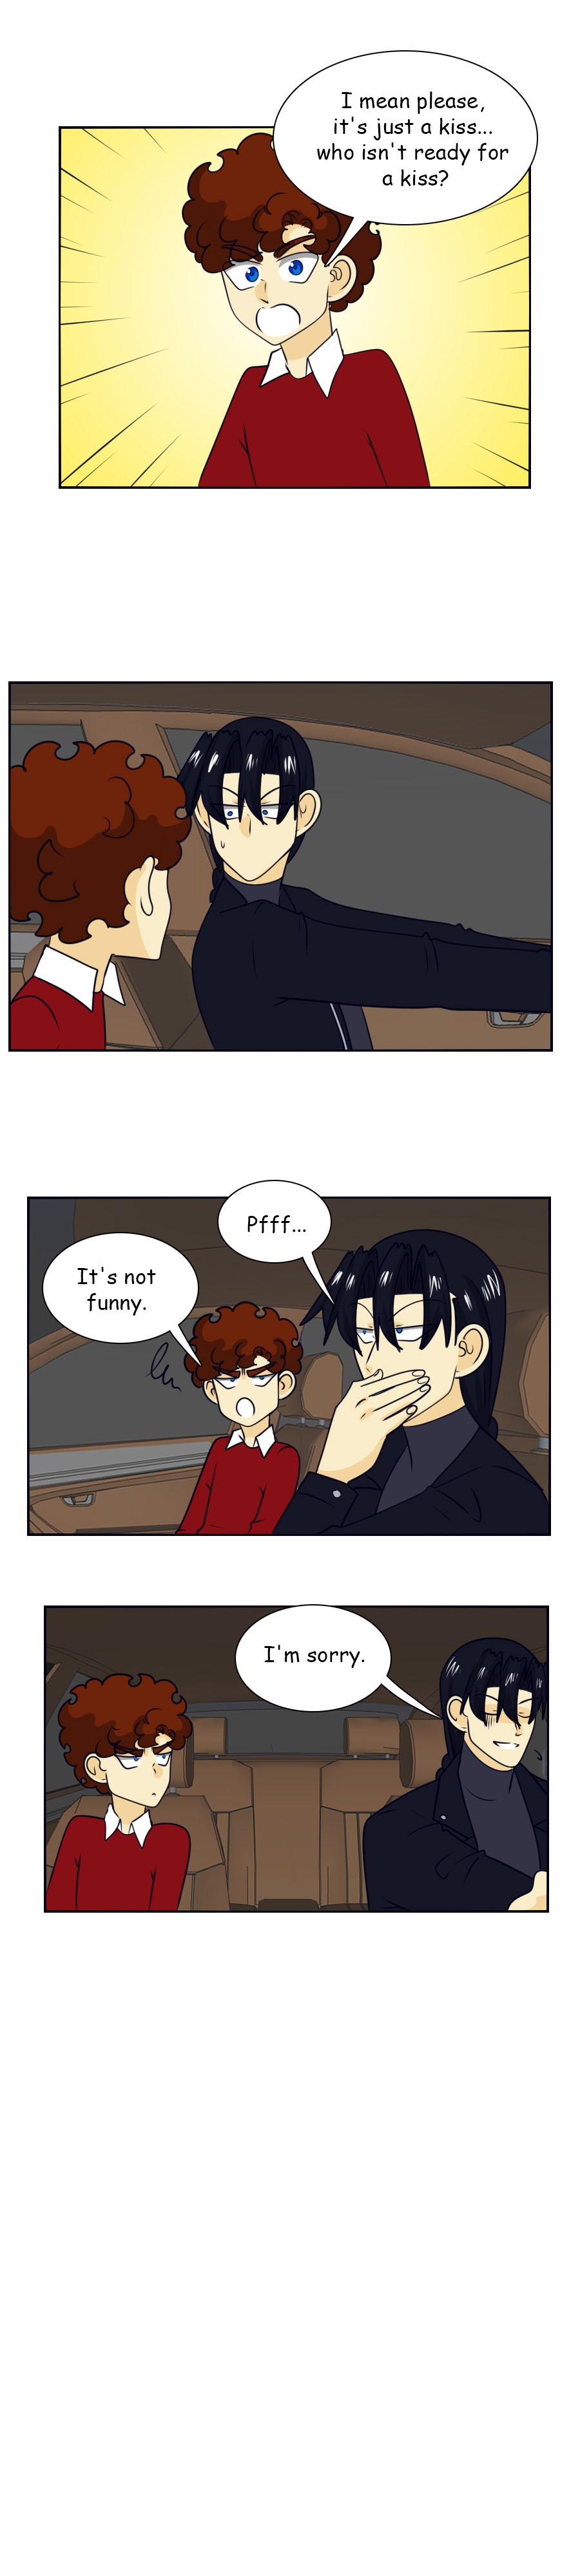 I mean please,
it's just a kiss...
who isn't ready for
a kiss?
Pfff...
It's not
funny.
I'm sorry.